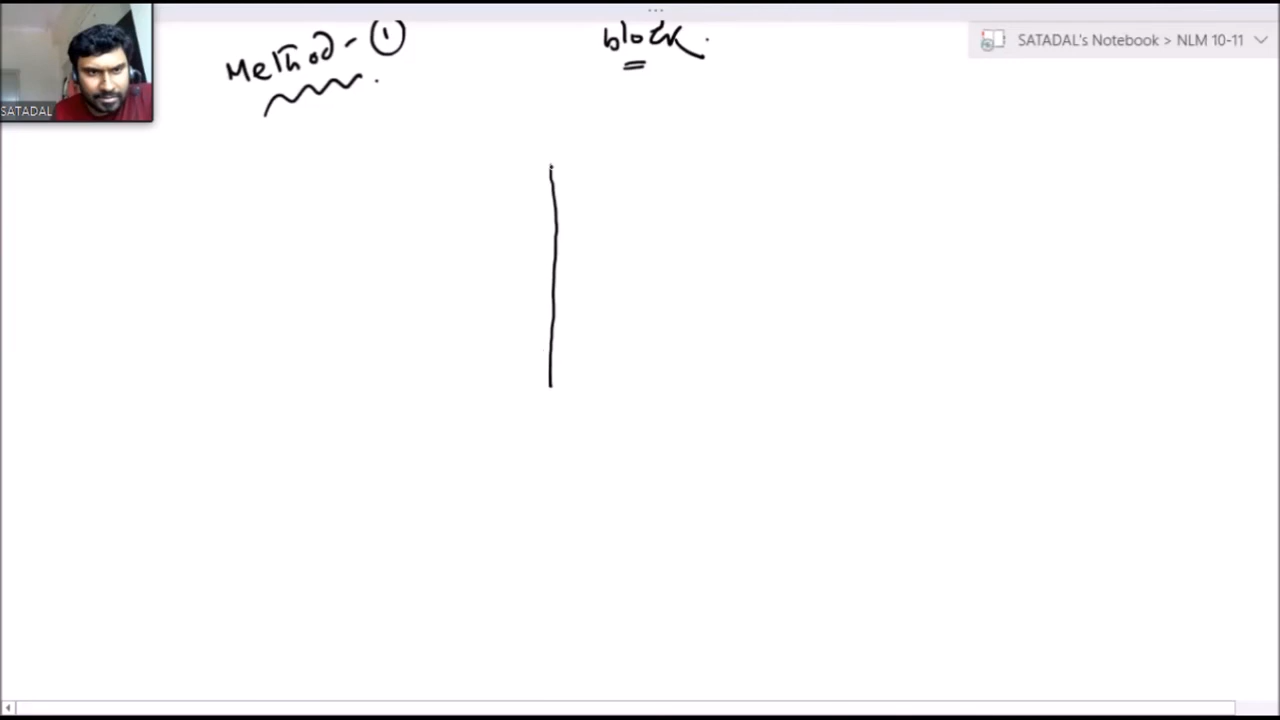 Method - ① block.
SATADAL's Notebook > NLM 10-11
SATADAL